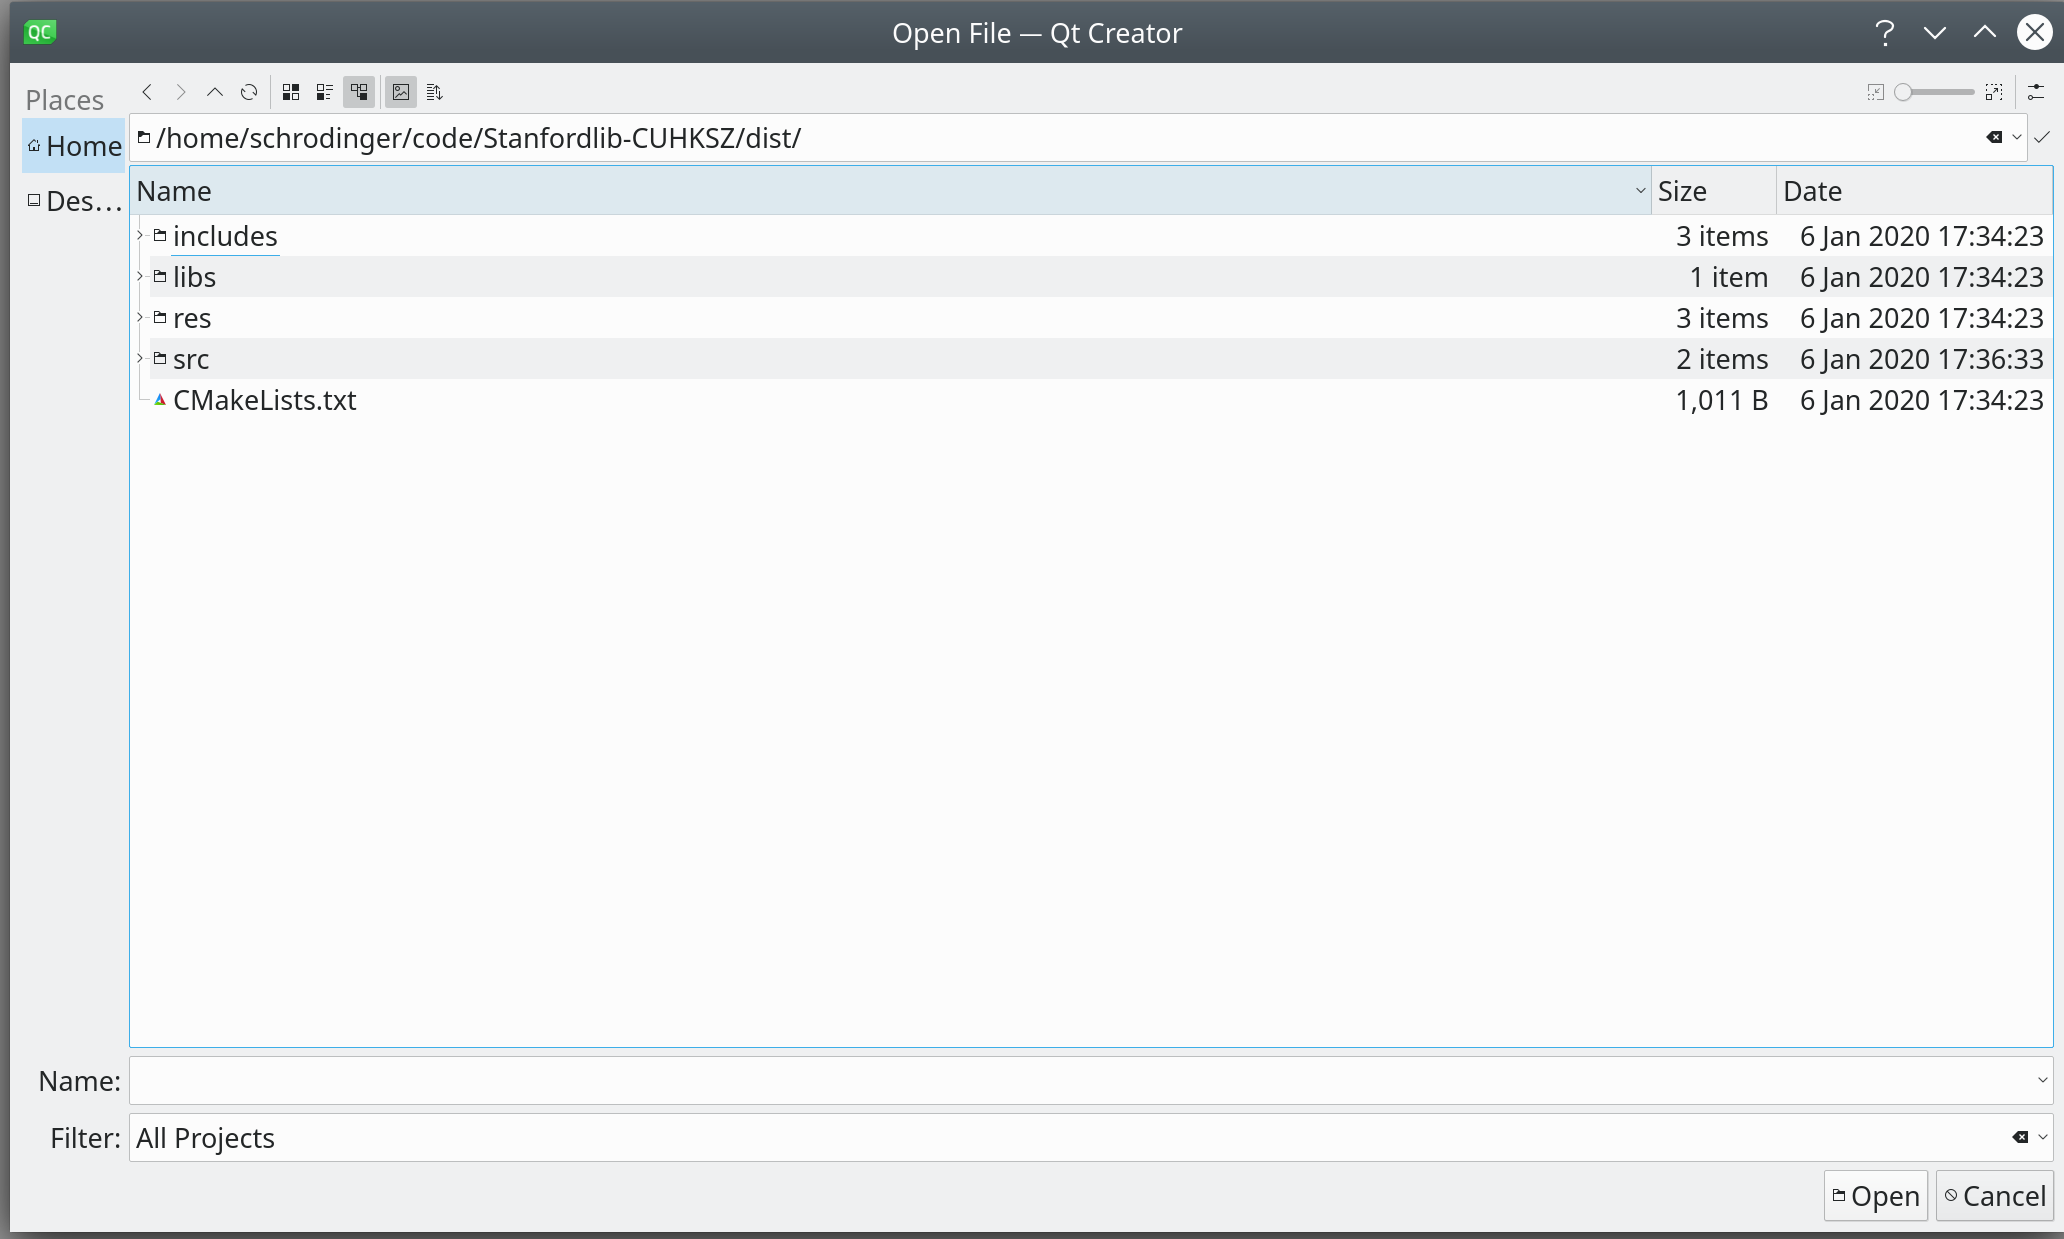 QC Open File — Qt Creator
Places
Home
Des...
/home/schrodinger/code/Stanfordlib-CUHKSZ/dist/
Name Size Date
includes 3 items 6 Jan 2020 17:34:23
libs 1 item 6 Jan 2020 17:34:23
res 3 items 6 Jan 2020 17:34:23
src 2 items 6 Jan 2020 17:36:33
CMakeLists.txt 1,011 B 6 Jan 2020 17:34:23
Name:
Filter: All Projects
Open Cancel